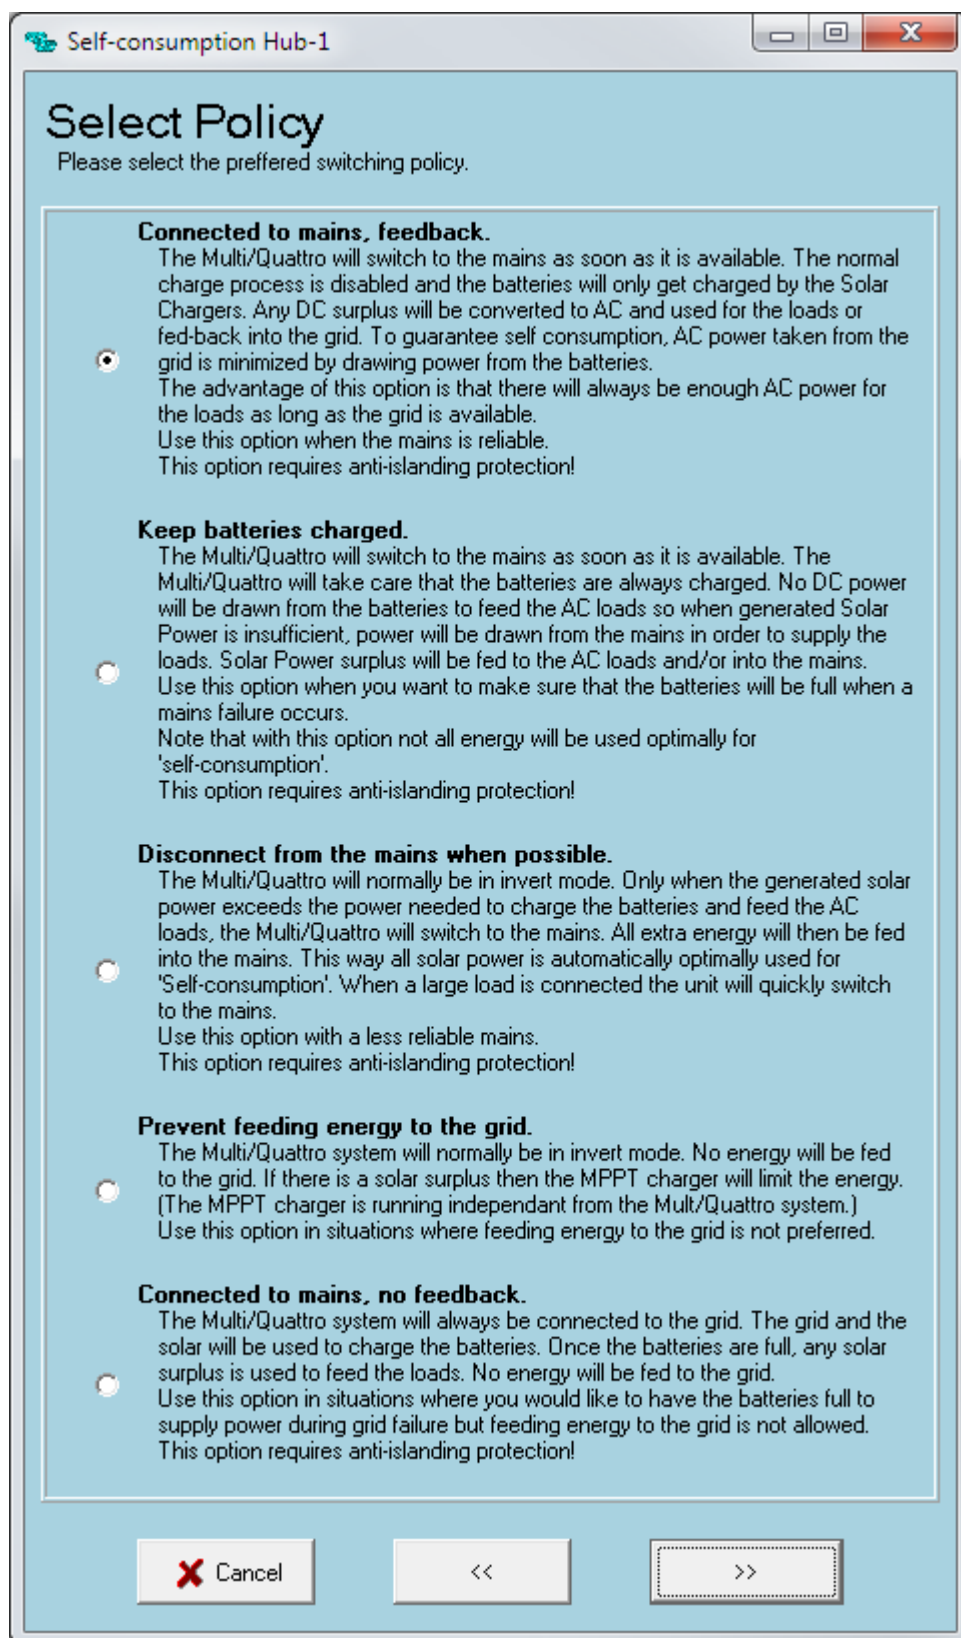 Self-consumption Hub-1
Select Policy
Please select the preffered switching policy.
Connected to mains, feedback.
The Multi/Quattro will switch to the mains as soon as it is available. The normal
charge process is disabled and the batteries will only get charged by the Solar
Chargers. Any DC surplus will be converted to AC and used for the loads or
fed-back into the grid. To guarantee self consumption, AC power taken from the
grid is minimized by drawing power from the batteries.
The advantage of this option is that there will always be enough AC power for
the loads as long as the grid is available.
Use this option when the mains is reliable.
This option requires anti-islanding protection!
Keep batteries charged.
The Multi/Quattro will switch to the mains as soon as it is available. The
Multi/Quattro will take care that the batteries are always charged. No DC power
will be drawn from the batteries to feed the AC loads so when generated Solar
Power is insufficient, power will be drawn from the mains in order to supply the
loads. Solar Power surplus will be fed to the AC loads and/or into the mains.
Use this option when you want to make sure that the batteries will be full when a
mains failure occurs.
Note that with this option not all energy will be used optimally for
'self-consumption'.
This option requires anti-islanding protection!
Disconnect from the mains when possible.
The Multi/Quattro will normally be in invert mode. Only when the generated solar
power exceeds the power needed to charge the batteries and feed the AC
loads, the Multi/Quattro will switch to the mains. All extra energy will then be fed
into the mains. This way all solar power is automatically optimally used for
'Self-consumption'. When a large load is connected the unit will quickly switch
to the mains.
Use this option with a less reliable mains.
This option requires anti-islanding protection!
Prevent feeding energy to the grid.
The Multi/Quattro system will normally be in invert mode. No energy will be fed
to the grid. If there is a solar surplus then the MPPT charger will limit the energy.
(The MPPT charger is running independant from the Mult/Quattro system.)
Use this option in situations where feeding energy to the grid is not preferred.
Connected to mains, no feedback.
The Multi/Quattro system will always be connected to the grid. The grid and the
solar will be used to charge the batteries. Once the batteries are full, any solar
surplus is used to feed the loads. No energy will be fed to the grid.
Use this option in situations where you would like to have the batteries full to
supply power during grid failure but feeding energy to the grid is not allowed.
This option requires anti-islanding protection!
Cancel
<<
>>